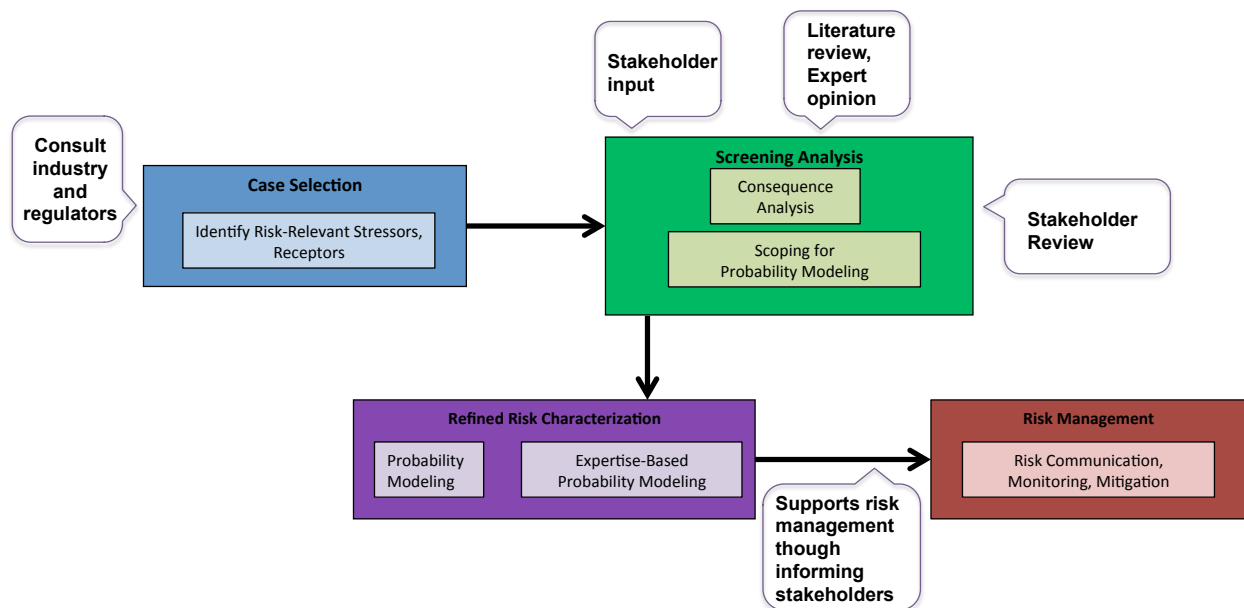 Stakeholder
input
Literature
review,
Expert
opinion
Consult
industry
and
regulators
Case Selection
Identify Risk-Relevant Stressors,
Receptors
Screening Analysis
Consequence
Analysis
Scoping for
Probability Modeling
Stakeholder
Review
Refined Risk Characterization
Probability
Modeling
Expertise-Based
Probability Modeling
Supports risk
management
though
informing
stakeholders
Risk Management
Risk Communication,
Monitoring, Mitigation